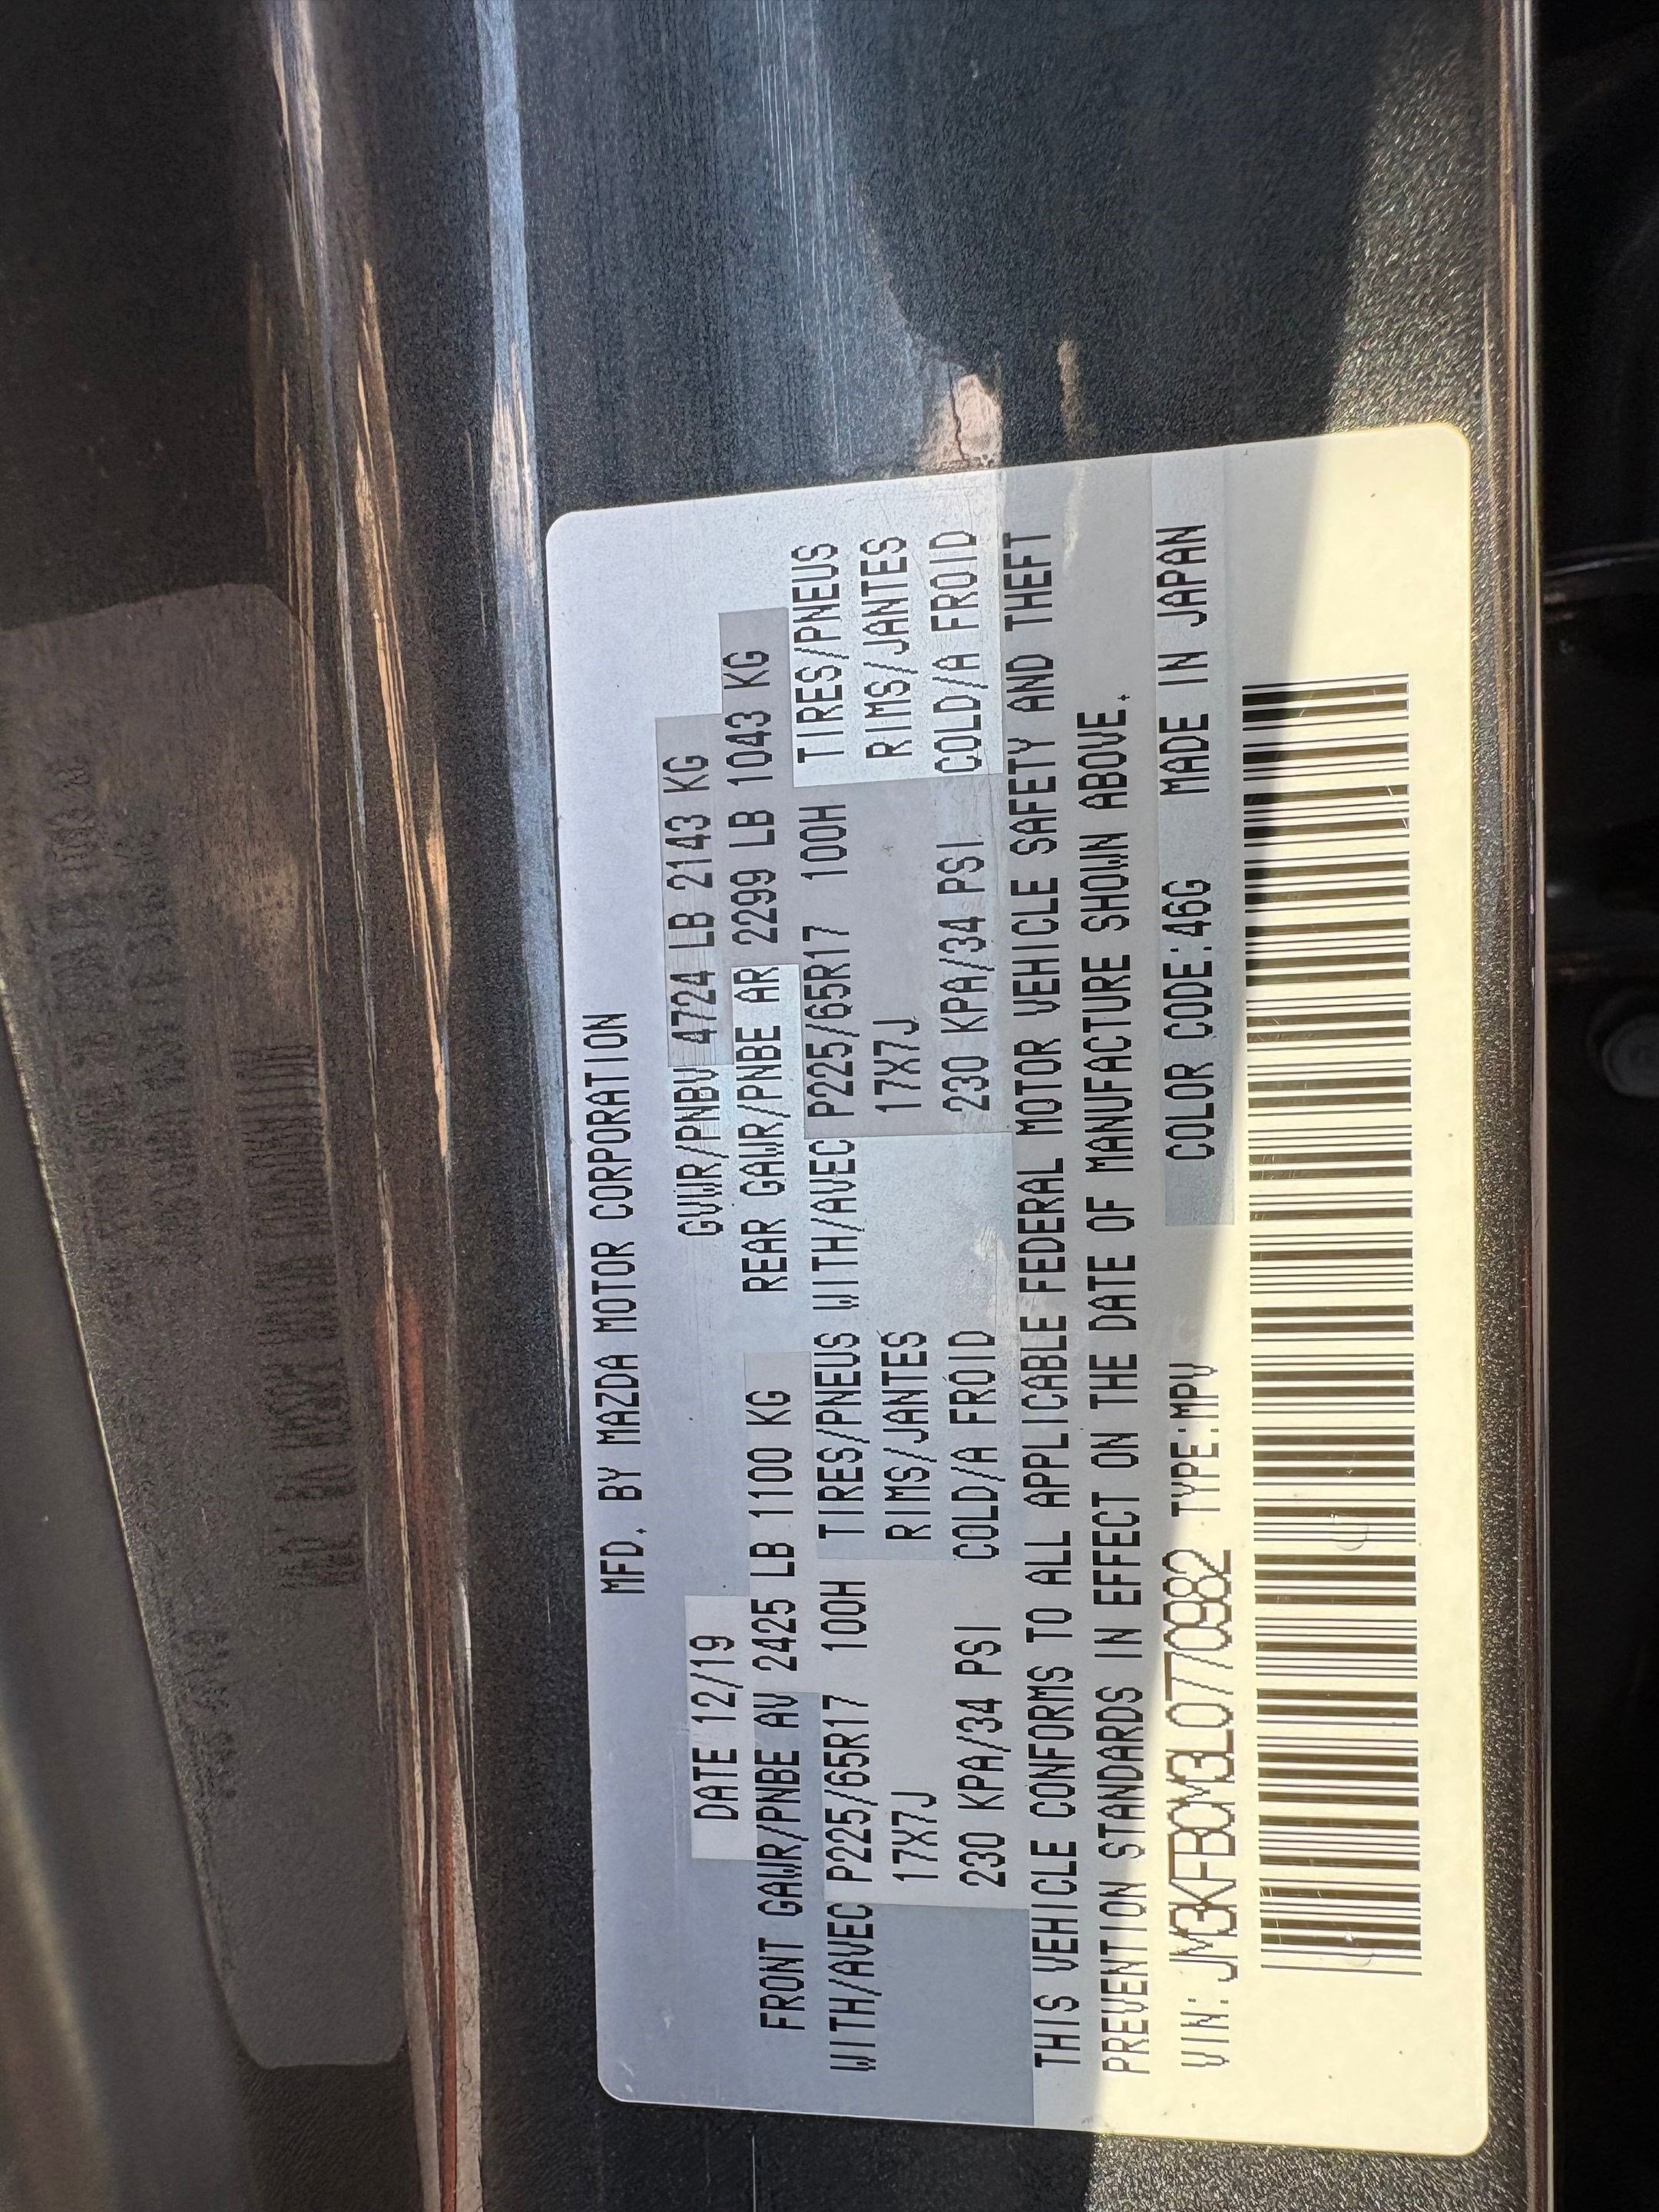 MFD. BY MAZDA MOTOR CORPORATION
DATE 12/19 GVWR/PNBV 4724 LB 2143 KG
FRONT GAWR/PNBE AV 2425 LB 1100 KG REAR GAWR/PNBE AR 2299 LB 1043 KG
WITH/AVEC P225/65R17 100H TIRES/PNEUS WITH/AVEC P225/65R17 100H TIRES/PNEUS
17X7J RIMS/JANTES 17X7J RIMS/JANTES
230 KPA/34 PSI COLD/A FROID 230 KPA/34 PSI. COLD/A FROID
THIS VEHICLE CONFORMS TO ALL APPLICABLE FEDERAL MOTOR VEHICLE SAFETY AND THEFT
PREVENTION STANDARDS IN EFFECT ON THE DATE OF MANUFACTURE SHOWN ABOVE.
VIN: JM3KFBCM3L0770982 TYPE:MPV COLOR CODE:46G MADE IN JAPAN